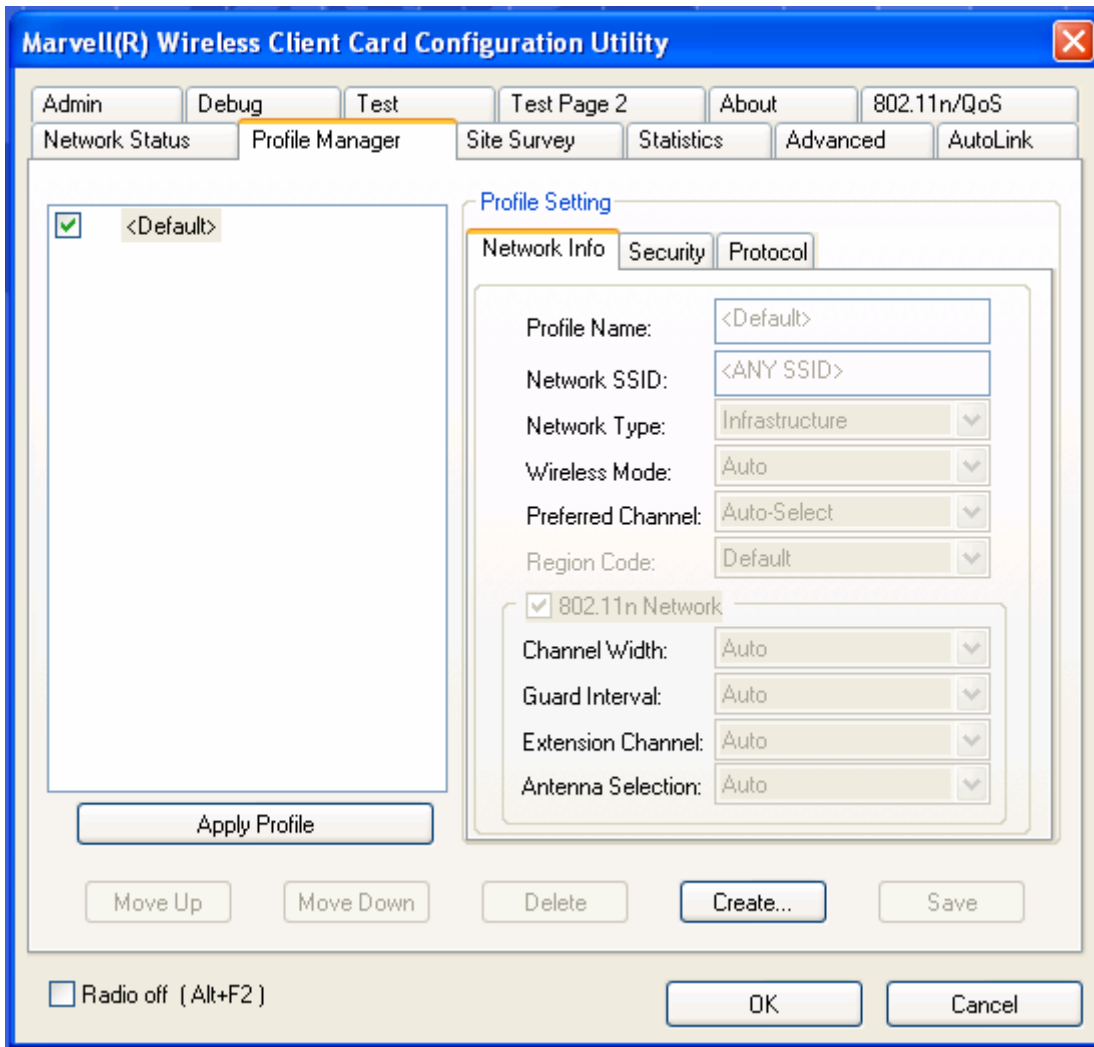 Marvell(R) Wireless Client Card Configuration Utility
Admin Debug Test Test Page 2 About 802.11n/QoS
Network Status Profile Manager Site Survey Statistics Advanced AutoLink
<Default>
Profile Setting
Network Info Security Protocol
Profile Name: <Default>
Network SSID: <ANY SSID>
Network Type: Infrastructure
Wireless Mode: Auto
Preferred Channel: Auto-Select
Region Code: Default
802.11n Network
Channel Width: Auto
Guard Interval: Auto
Extension Channel: Auto
Antenna Selection: Auto
Apply Profile
Move Up Move Down Delete Create... Save
Radio off ( Alt+F2 ) OK Cancel